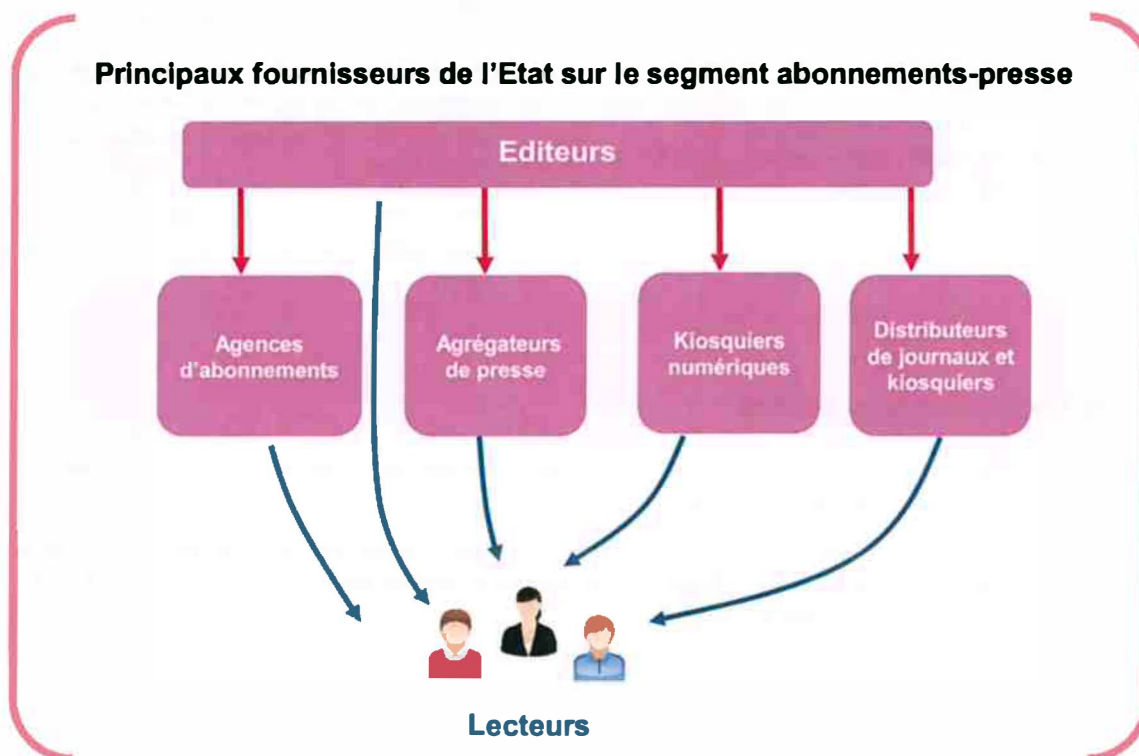 Principaux fournisseurs de l'Etat sur le segment abonnements-presse
Editeurs
Agences
d'abonnements
Agrégateurs
de presse
Kiosquiers
numériques
Distributeurs
de journaux et
kiosquiers
Lecteurs